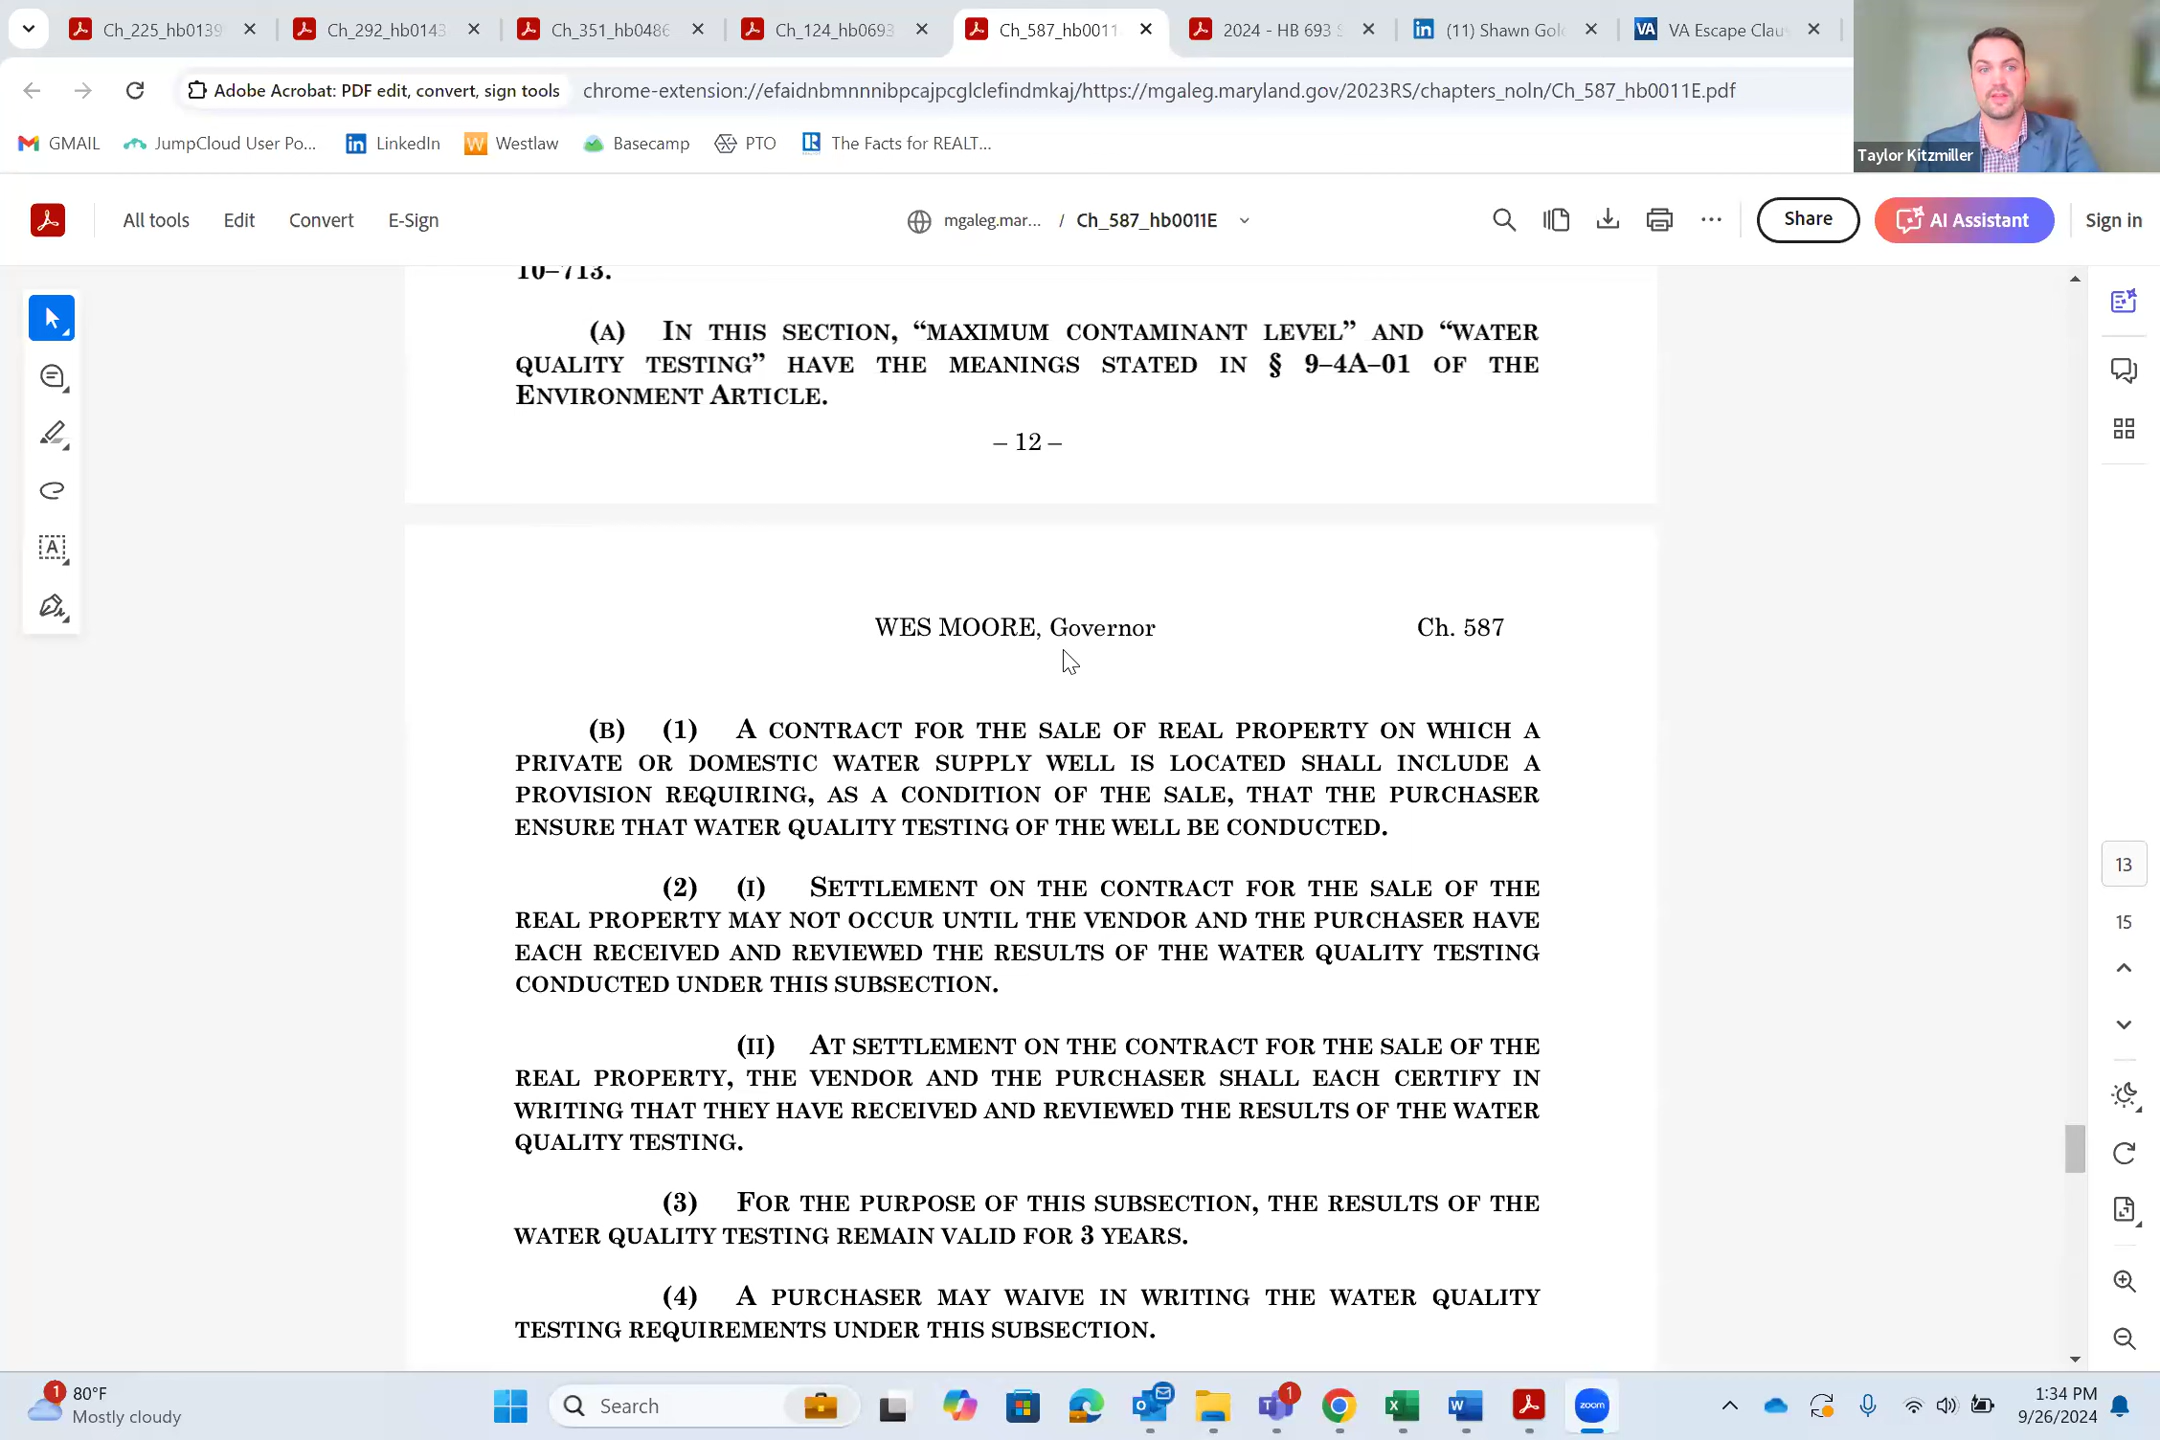 Ch_225_hb0139
Ch_292_hb0143
Ch_351_hb0486
Ch_124_hb0693
Ch_587_hb0011
2024 - HB 693 S
(11) Shawn Gol
VA Escape Clau
Adobe Acrobat: PDF edit, convert, sign tools
chrome-extension://efaidnbmnnnibpcajpcglclefindmkaj/https://mgaleg.maryland.gov/2023RS/chapters_noln/Ch_587_hb0011E.pdf
GMAIL
JumpCloud User Po...
LinkedIn
Westlaw
Basecamp
PTO
The Facts for REALT...
Taylor Kitzmiller
All tools
Edit
Convert
E-Sign
mgaleg.mar... / Ch_587_hb0011E
Share
AI Assistant
Sign in
10–713.
(A) IN THIS SECTION, “MAXIMUM CONTAMINANT LEVEL” AND “WATER
QUALITY TESTING” HAVE THE MEANINGS STATED IN § 9–4A–01 OF THE
ENVIRONMENT ARTICLE.
– 12 –
WES MOORE, Governor
Ch. 587
(B) (1) A CONTRACT FOR THE SALE OF REAL PROPERTY ON WHICH A
PRIVATE OR DOMESTIC WATER SUPPLY WELL IS LOCATED SHALL INCLUDE A
PROVISION REQUIRING, AS A CONDITION OF THE SALE, THAT THE PURCHASER
ENSURE THAT WATER QUALITY TESTING OF THE WELL BE CONDUCTED.
(2) (I) SETTLEMENT ON THE CONTRACT FOR THE SALE OF THE
REAL PROPERTY MAY NOT OCCUR UNTIL THE VENDOR AND THE PURCHASER HAVE
EACH RECEIVED AND REVIEWED THE RESULTS OF THE WATER QUALITY TESTING
CONDUCTED UNDER THIS SUBSECTION.
(II) AT SETTLEMENT ON THE CONTRACT FOR THE SALE OF THE
REAL PROPERTY, THE VENDOR AND THE PURCHASER SHALL EACH CERTIFY IN
WRITING THAT THEY HAVE RECEIVED AND REVIEWED THE RESULTS OF THE WATER
QUALITY TESTING.
(3) FOR THE PURPOSE OF THIS SUBSECTION, THE RESULTS OF THE
WATER QUALITY TESTING REMAIN VALID FOR 3 YEARS.
(4) A PURCHASER MAY WAIVE IN WRITING THE WATER QUALITY
TESTING REQUIREMENTS UNDER THIS SUBSECTION.
13
15
1
80°F
Mostly cloudy
Search
1
zoom
1:34 PM
9/26/2024